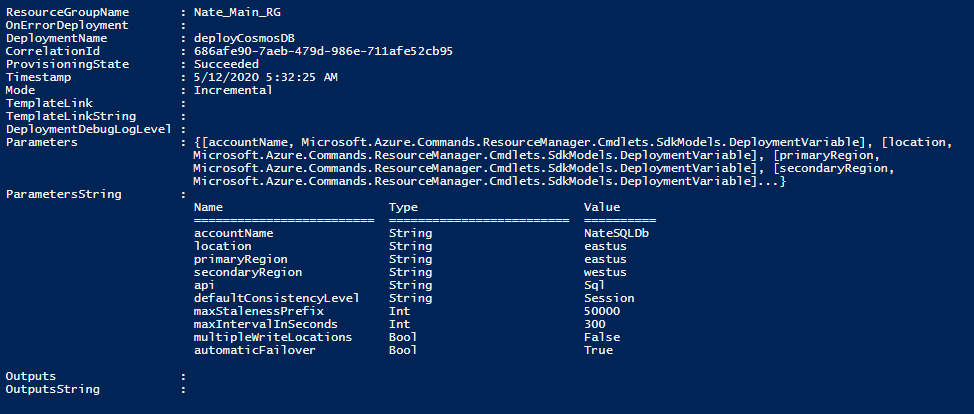 ResourceGroupName : Nate_Main_RG
OnErrorDeployment :
DeploymentName : deployCosmosDB
CorrelationId : 686afe90-7aeb-479d-986e-711afe52cb95
ProvisioningState : Succeeded
Timestamp : 5/12/2020 5:32:25 AM
Mode : Incremental
TemplateLink :
TemplateLinkString :
DeploymentDebugLogLevel :
Parameters : {[accountName, Microsoft.Azure.Commands.ResourceManager.Cmdlets.SdkModels.DeploymentVariable], [location,
Microsoft.Azure.Commands.ResourceManager.Cmdlets.SdkModels.DeploymentVariable], [primaryRegion,
Microsoft.Azure.Commands.ResourceManager.Cmdlets.SdkModels.DeploymentVariable], [secondaryRegion,
Microsoft.Azure.Commands.ResourceManager.Cmdlets.SdkModels.DeploymentVariable]...}
ParametersString :
Name Type Value
========================= ========================= ==========
accountName String NateSQLDb
location String eastus
primaryRegion String eastus
secondaryRegion String westus
api String Sql
defaultConsistencyLevel String Session
maxStalenessPrefix Int 50000
maxIntervalInSeconds Int 300
multipleWriteLocations Bool False
automaticFailover Bool True
Outputs :
OutputsString :